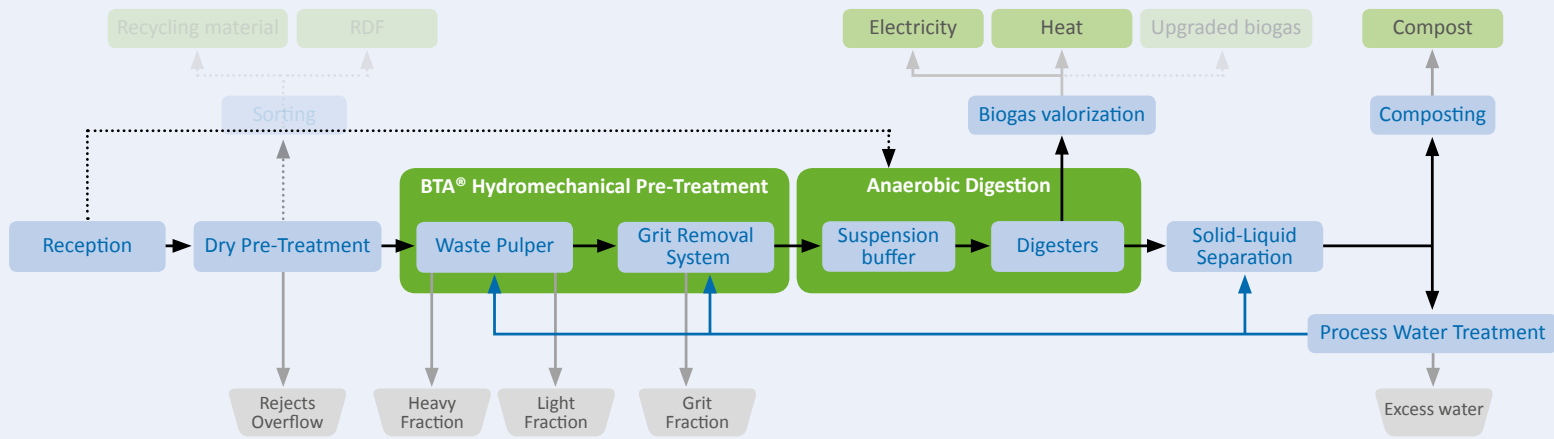 Recycling material
RDF
Electricity
Heat
Upgraded biogas
Compost
Sorting
Biogas valorization
Composting
BTA® Hydromechanical Pre-Treatment
Anaerobic Digestion
Reception
Dry Pre-Treatment
Waste Pulper
Grit Removal
System
Suspension
buffer
Digesters
Solid-Liquid
Separation
Process Water Treatment
Rejects
Overflow
Heavy
Fraction
Light
Fraction
Grit
Fraction
Excess water